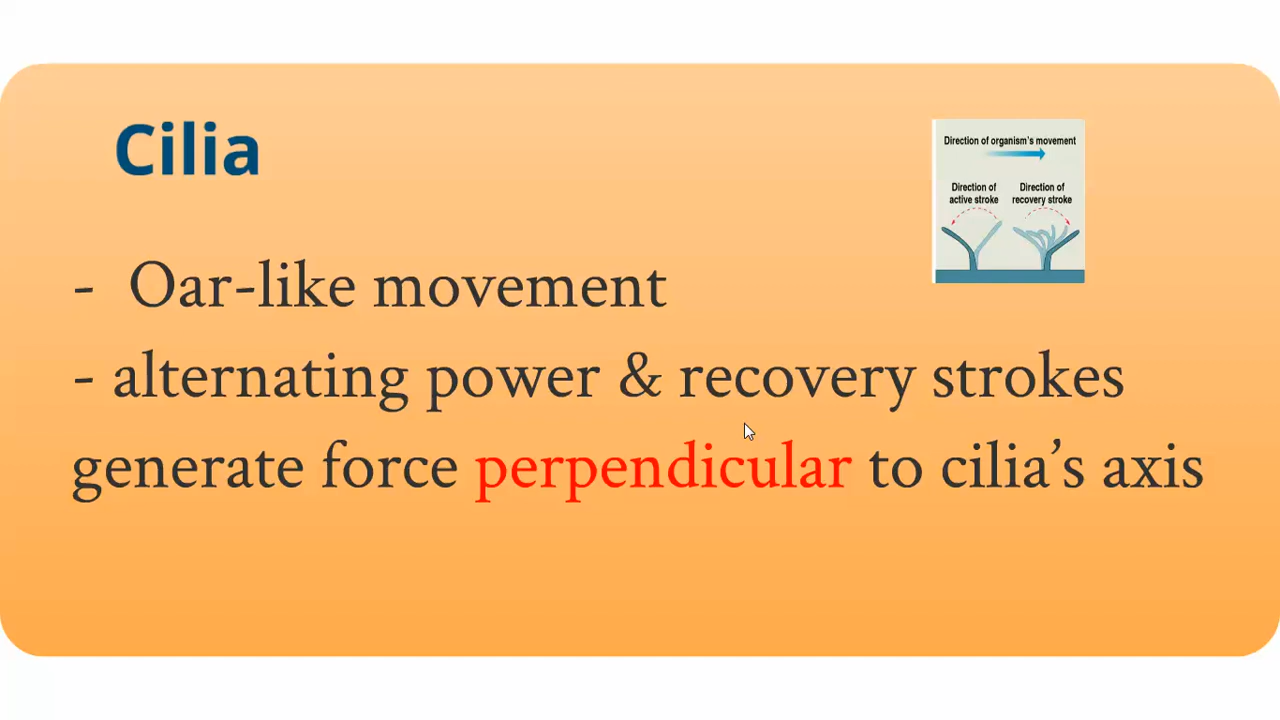 Cilia
Direction of organism's movement
Direction of
active stroke
Direction of
recovery stroke
- Oar-like movement
- alternating power & recovery strokes
generate force perpendicular to cilia’s axis